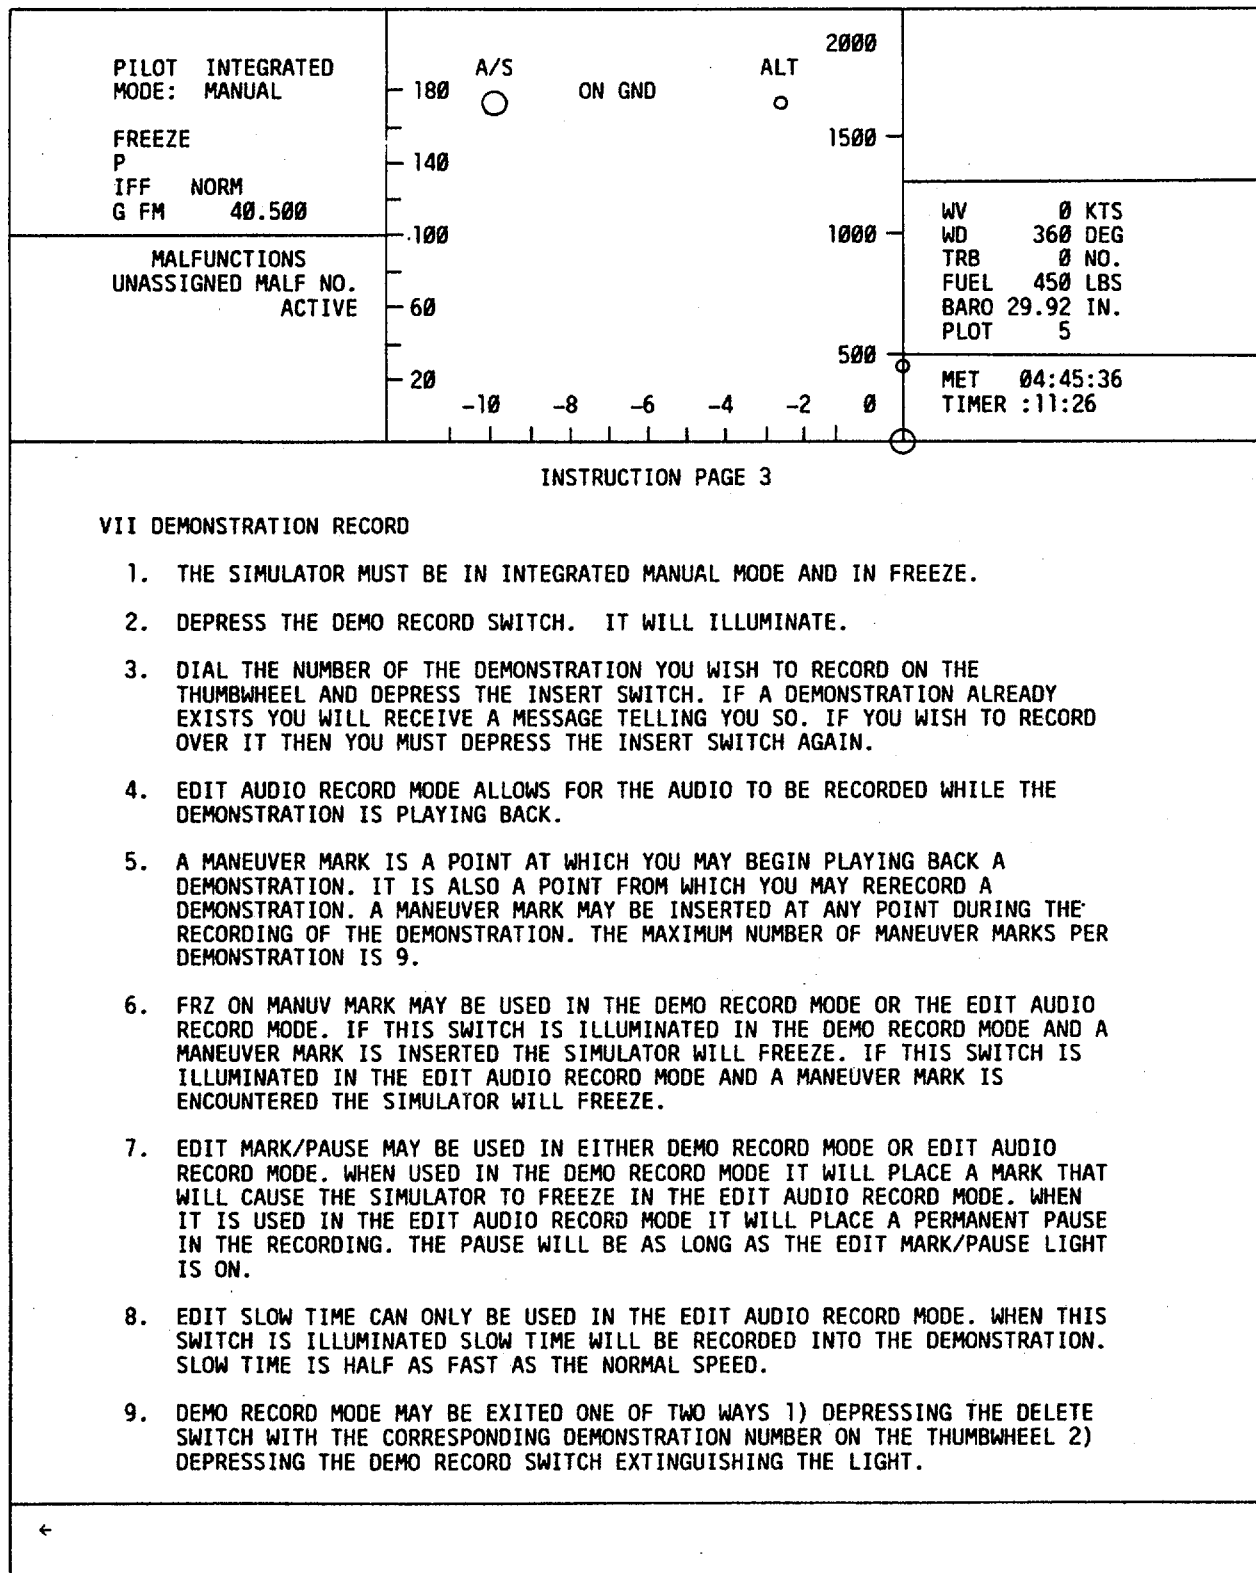 PILOT INTEGRATED
MODE: MANUAL
FREEZE
P
IFF NORM
G FM 40.500
MALFUNCTIONS
UNASSIGNED MALF NO.
ACTIVE
A/S
ON GND
ALT
180
140
100
60
20
-10 -8 -6 -4 -2 0
2000
1500
1000
500
WV 0 KTS
WD 360 DEG
TRB 0 NO.
FUEL 450 LBS
BARO 29.92 IN.
PLOT 5
MET 04:45:36
TIMER :11:26
INSTRUCTION PAGE 3
VII DEMONSTRATION RECORD
1. THE SIMULATOR MUST BE IN INTEGRATED MANUAL MODE AND IN FREEZE.
2. DEPRESS THE DEMO RECORD SWITCH. IT WILL ILLUMINATE.
3. DIAL THE NUMBER OF THE DEMONSTRATION YOU WISH TO RECORD ON THE
THUMBWHEEL AND DEPRESS THE INSERT SWITCH. IF A DEMONSTRATION ALREADY
EXISTS YOU WILL RECEIVE A MESSAGE TELLING YOU SO. IF YOU WISH TO RECORD
OVER IT THEN YOU MUST DEPRESS THE INSERT SWITCH AGAIN.
4. EDIT AUDIO RECORD MODE ALLOWS FOR THE AUDIO TO BE RECORDED WHILE THE
DEMONSTRATION IS PLAYING BACK.
5. A MANEUVER MARK IS A POINT AT WHICH YOU MAY BEGIN PLAYING BACK A
DEMONSTRATION. IT IS ALSO A POINT FROM WHICH YOU MAY RERECORD A
DEMONSTRATION. A MANEUVER MARK MAY BE INSERTED AT ANY POINT DURING THE
RECORDING OF THE DEMONSTRATION. THE MAXIMUM NUMBER OF MANEUVER MARKS PER
DEMONSTRATION IS 9.
6. FRZ ON MANUV MARK MAY BE USED IN THE DEMO RECORD MODE OR THE EDIT AUDIO
RECORD MODE. IF THIS SWITCH IS ILLUMINATED IN THE DEMO RECORD MODE AND A
MANEUVER MARK IS INSERTED THE SIMULATOR WILL FREEZE. IF THIS SWITCH IS
ILLUMINATED IN THE EDIT AUDIO RECORD MODE AND A MANEUVER MARK IS
ENCOUNTERED THE SIMULATOR WILL FREEZE.
7. EDIT MARK/PAUSE MAY BE USED IN EITHER DEMO RECORD MODE OR EDIT AUDIO
RECORD MODE. WHEN USED IN THE DEMO RECORD MODE IT WILL PLACE A MARK THAT
WILL CAUSE THE SIMULATOR TO FREEZE IN THE EDIT AUDIO RECORD MODE. WHEN
IT IS USED IN THE EDIT AUDIO RECORD MODE IT WILL PLACE A PERMANENT PAUSE
IN THE RECORDING. THE PAUSE WILL BE AS LONG AS THE EDIT MARK/PAUSE LIGHT
IS ON.
8. EDIT SLOW TIME CAN ONLY BE USED IN THE EDIT AUDIO RECORD MODE. WHEN THIS
SWITCH IS ILLUMINATED SLOW TIME WILL BE RECORDED INTO THE DEMONSTRATION.
SLOW TIME IS HALF AS FAST AS THE NORMAL SPEED.
9. DEMO RECORD MODE MAY BE EXITED ONE OF TWO WAYS 1) DEPRESSING THE DELETE
SWITCH WITH THE CORRESPONDING DEMONSTRATION NUMBER ON THE THUMBWHEEL 2)
DEPRESSING THE DEMO RECORD SWITCH EXTINGUISHING THE LIGHT.
←